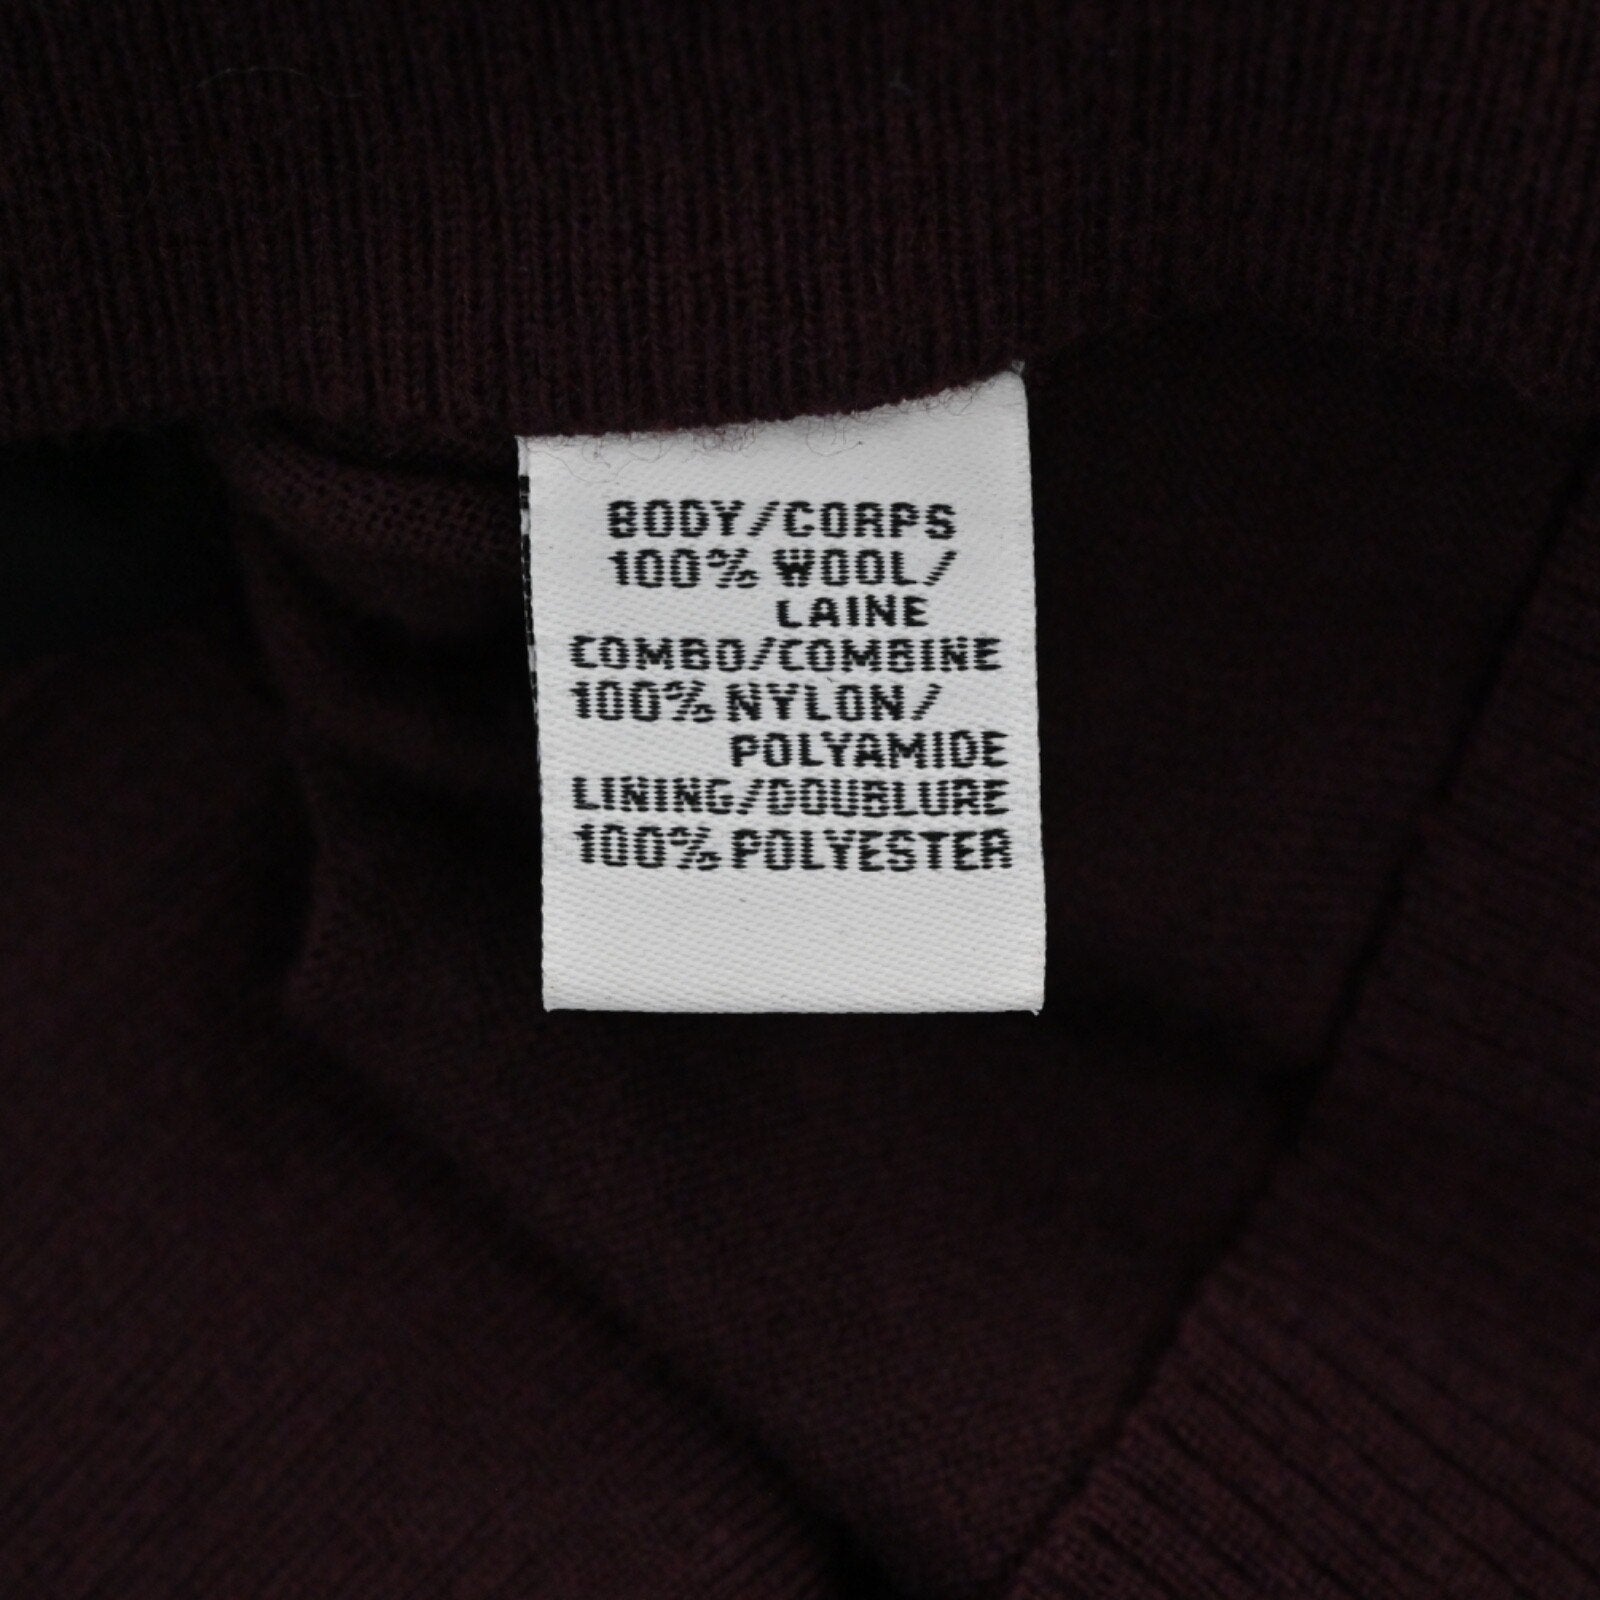 BODY/CORPS
100% WOOL/
LAINE
COMBO/COMBINE
100% NYLON/
POLYAMIDE
LINING/DOUBLURE
100% POLYESTER